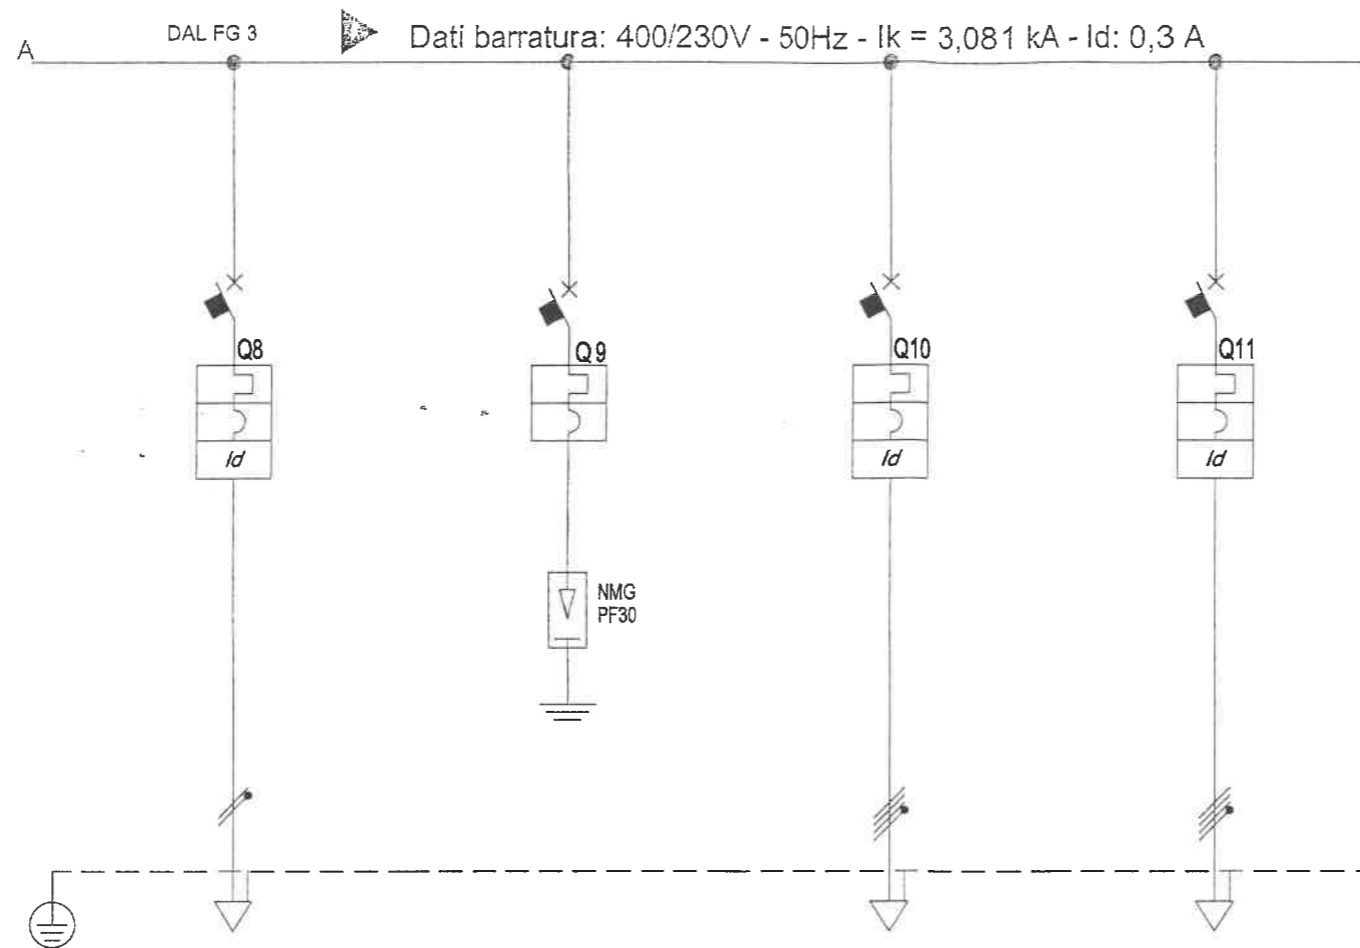 DAL FG 3
Dati barratura: 400/230V - 50Hz - Ik = 3,081 kA - Id: 0,3 A
A
Q8
Q9
Q10
Q11
Id
Id
Id
NMG
PF30